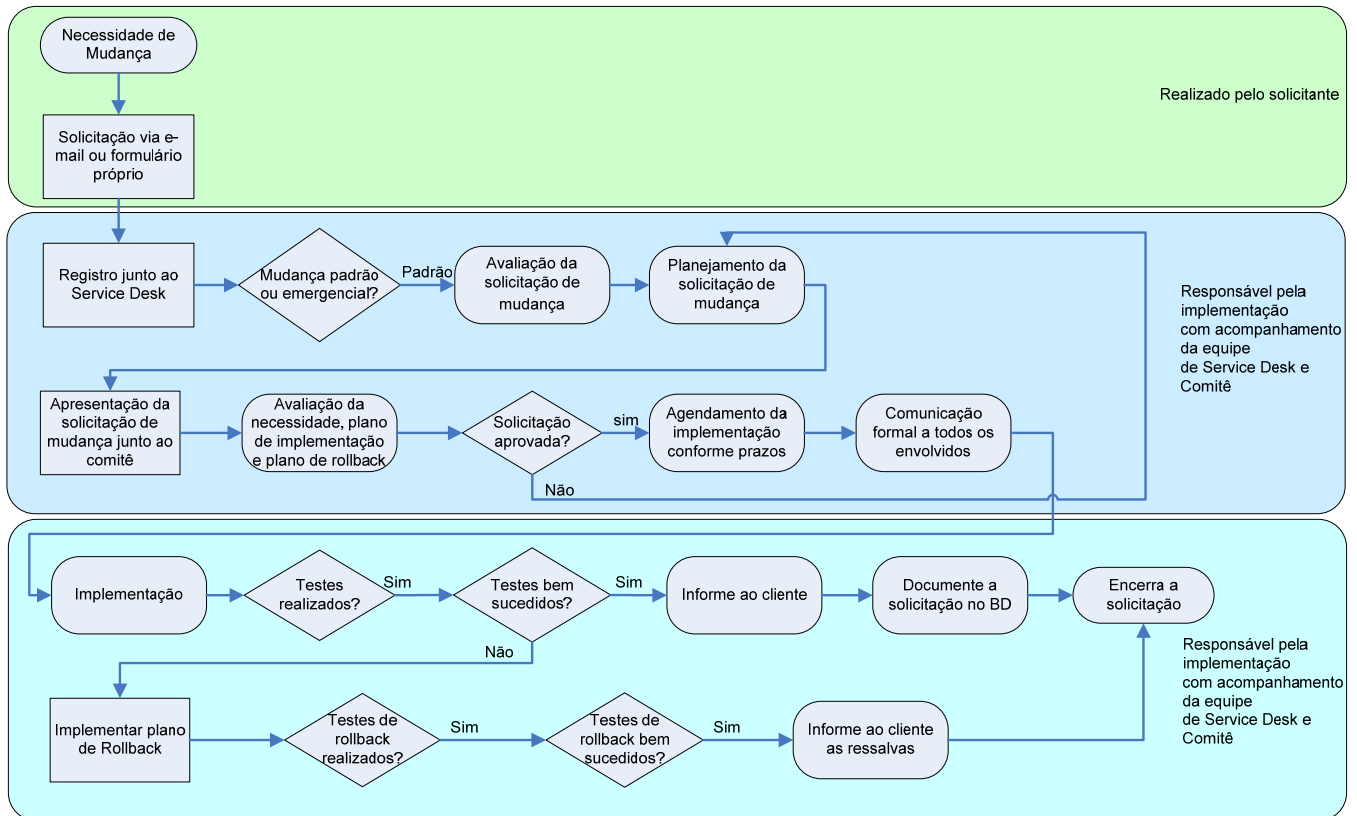 Necessidade de
Mudança
Realizado pelo solicitante
Solicitação via e-
mail ou formulário
próprio
Registro junto ao
Service Desk
Mudança padrão
ou emergencial?
Padrão
Avaliação da
solicitação de
mudança
Planejamento da
solicitação de
mudança
Responsável pela
implementação
com acompanhamento
da equipe
de Service Desk e
Comitê
Apresentação da
solicitação de
mudança junto ao
comitê
Avaliação da
necessidade, plano
de implementação
e plano de rollback
Solicitação
aprovada?
sim
Não
Agendamento da
implementação
conforme prazos
Comunicação
formal a todos os
envolvidos
Implementação
Testes
realizados?
Sim
Testes bem
sucedidos?
Sim
Não
Informe ao cliente
Documente a
solicitação no BD
Encerra a
solicitação
Responsável pela
implementação
com acompanhamento
da equipe
de Service Desk e
Comitê
Implementar plano
de Rollback
Testes de
rollback
realizados?
Sim
Testes de
rollback bem
sucedidos?
Sim
Informe ao cliente
as ressalvas